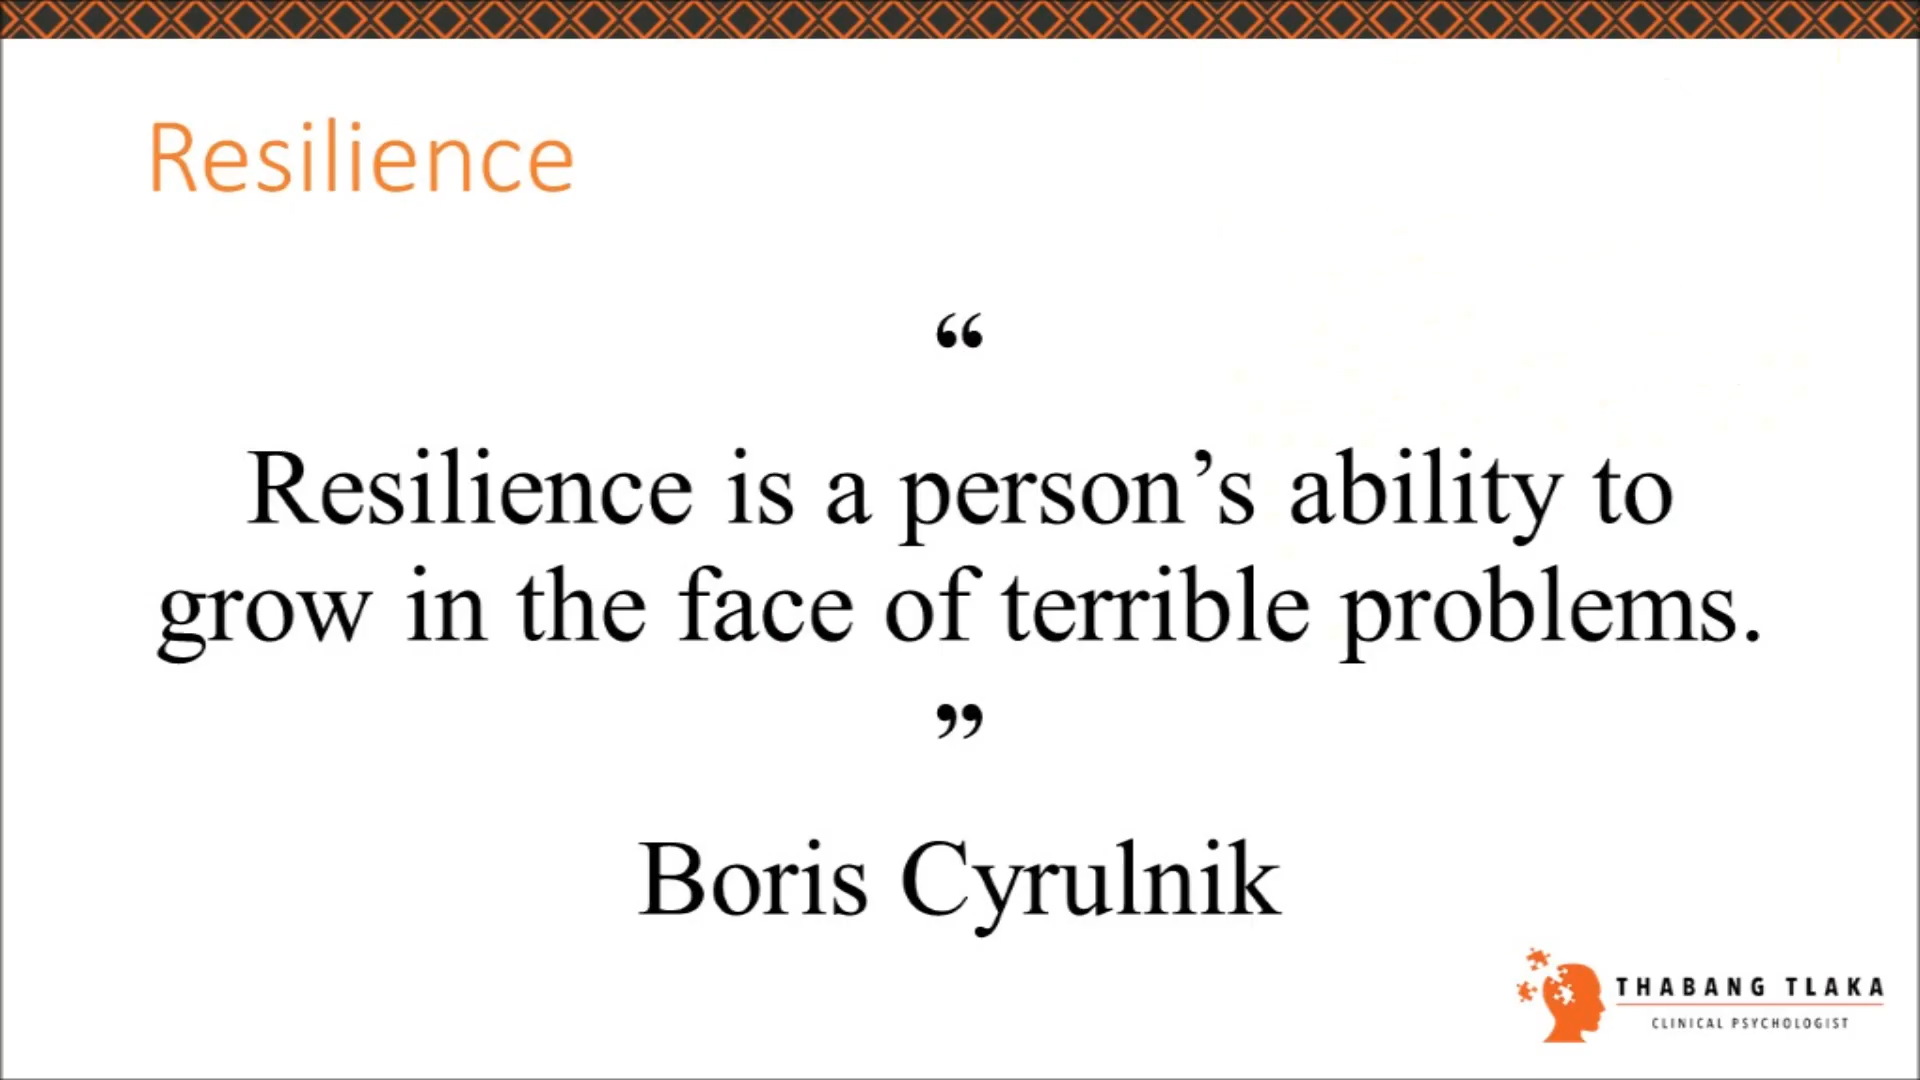 Resilience
“
Resilience is a person’s ability to
grow in the face of terrible problems.
”
Boris Cyrulnik
THABANG TLAKA
CLINICAL PSYCHOLOGIST